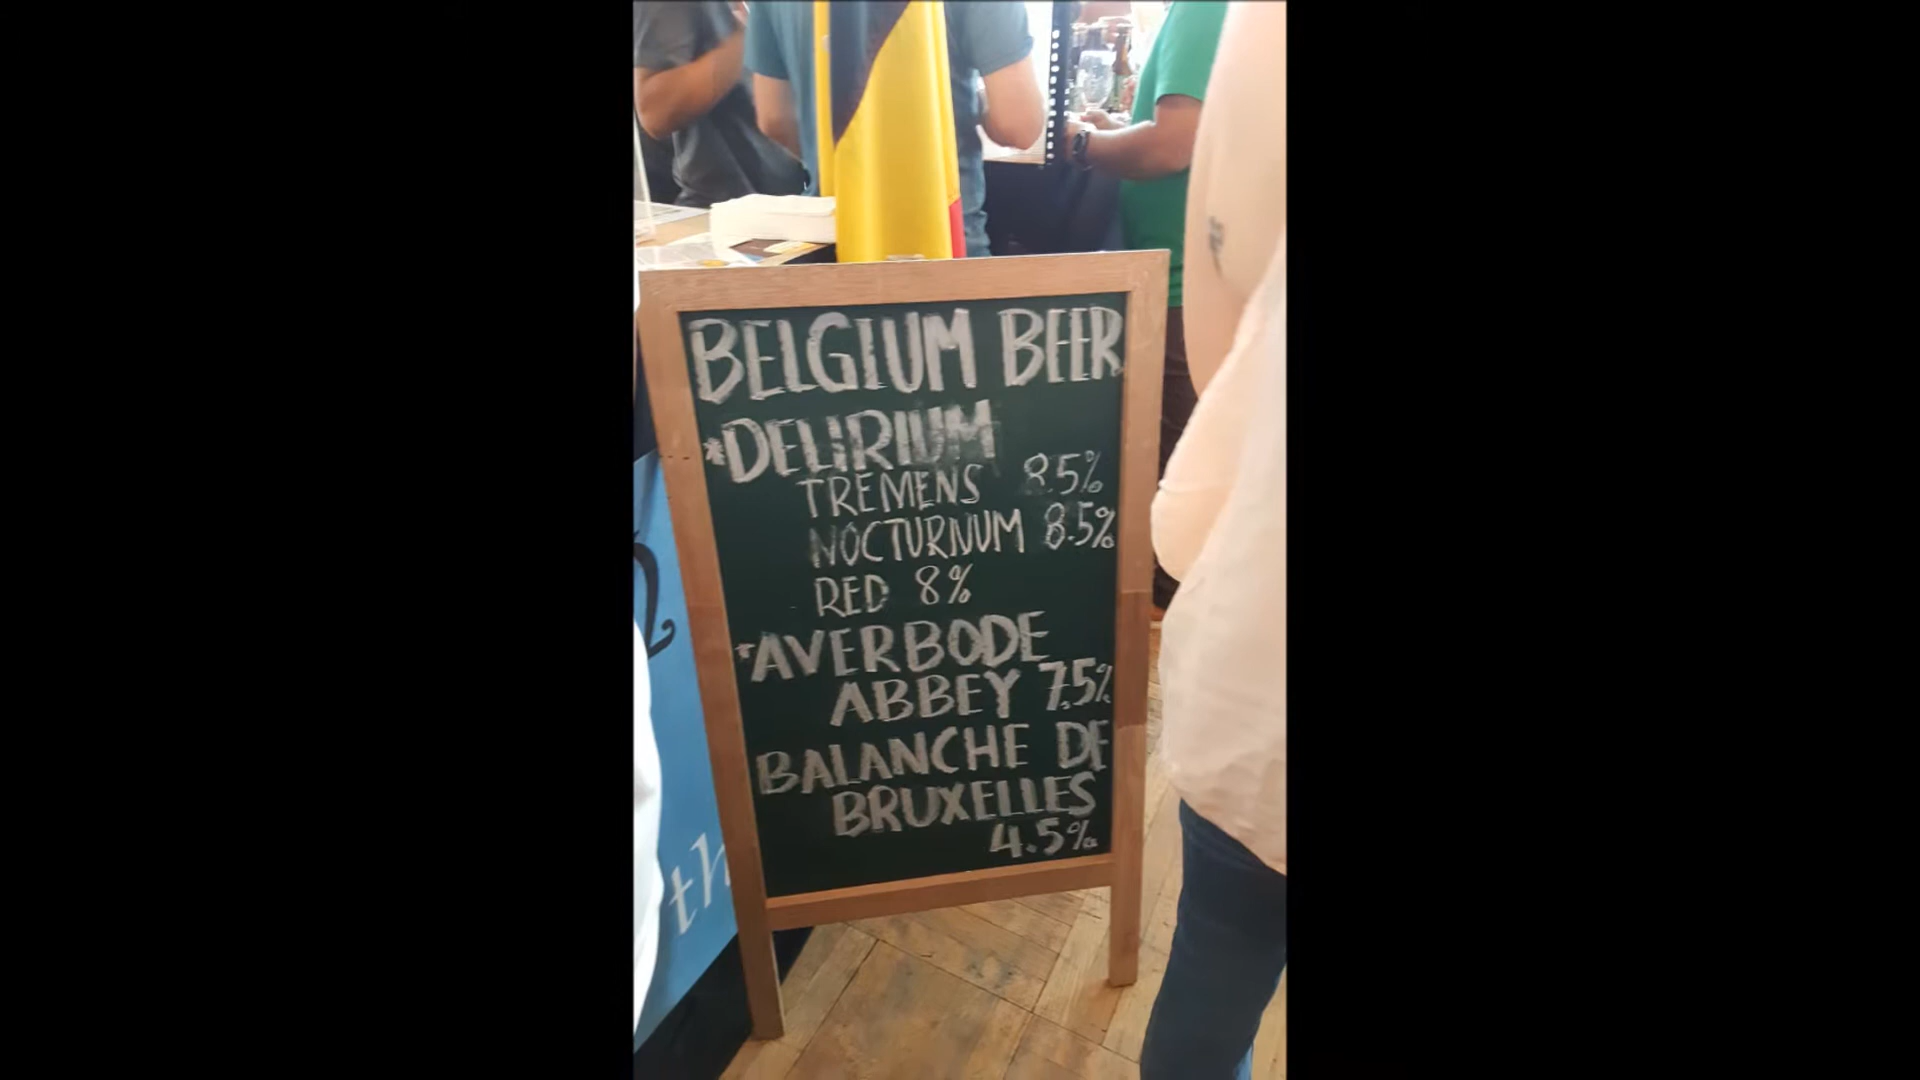 BELGIUM BEER
*DELIRIUM
TREMENS 8.5%
NOCTURNUM 8.5%
RED 8%
*AVERBODE
ABBEY 7.5%
BALANCHE DE
BRUXELLES
4.5%
th